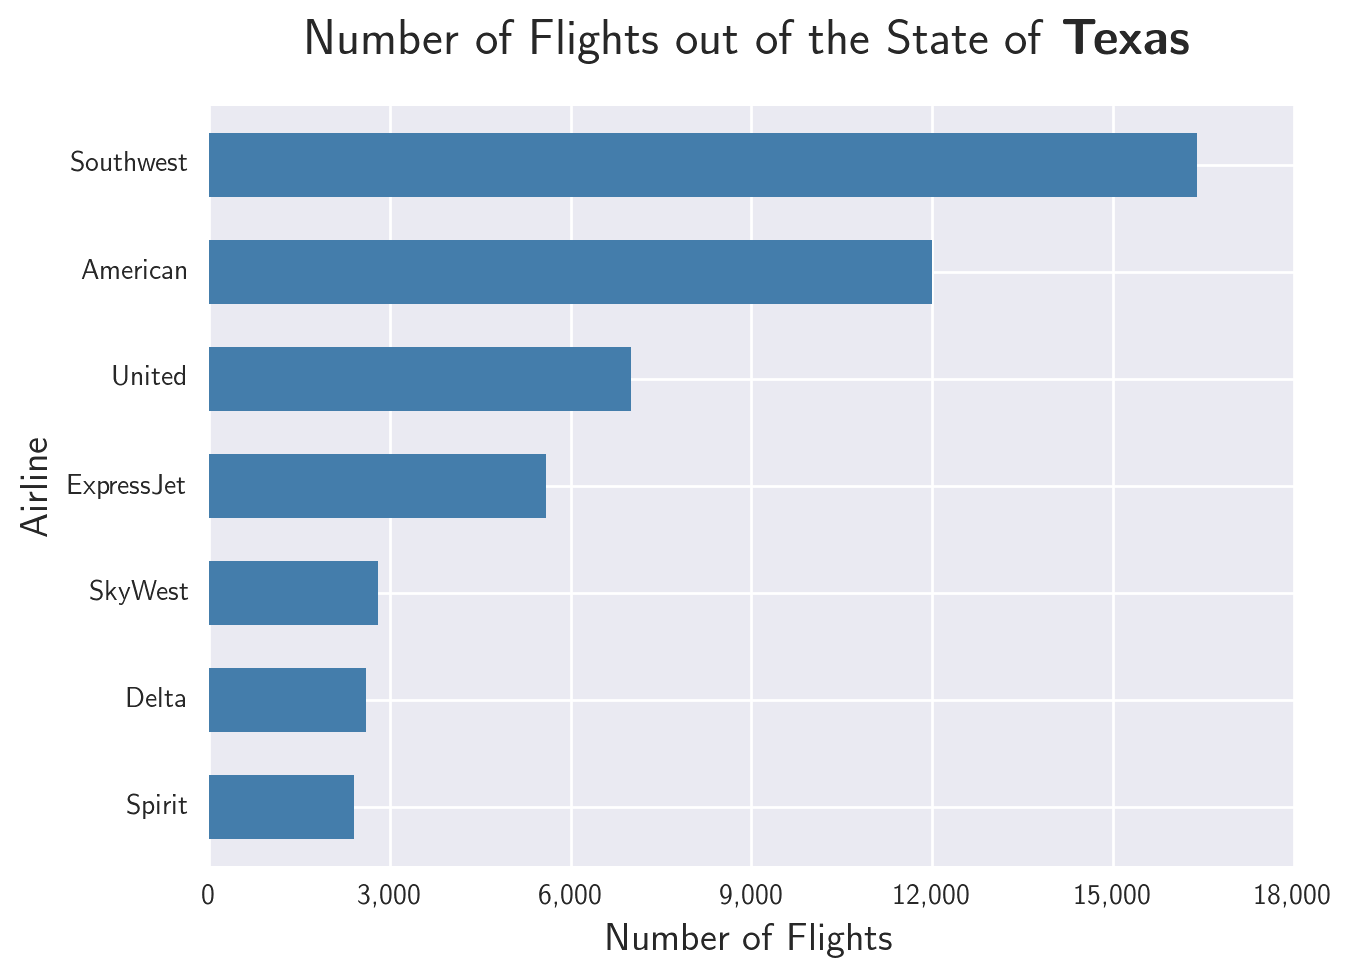 Number of Flights out of the State of Texas
Southwest
American
United
ExpressJet
SkyWest
Delta
Spirit
Airline
0 3,000 6,000 9,000 12,000 15,000 18,000
Number of Flights